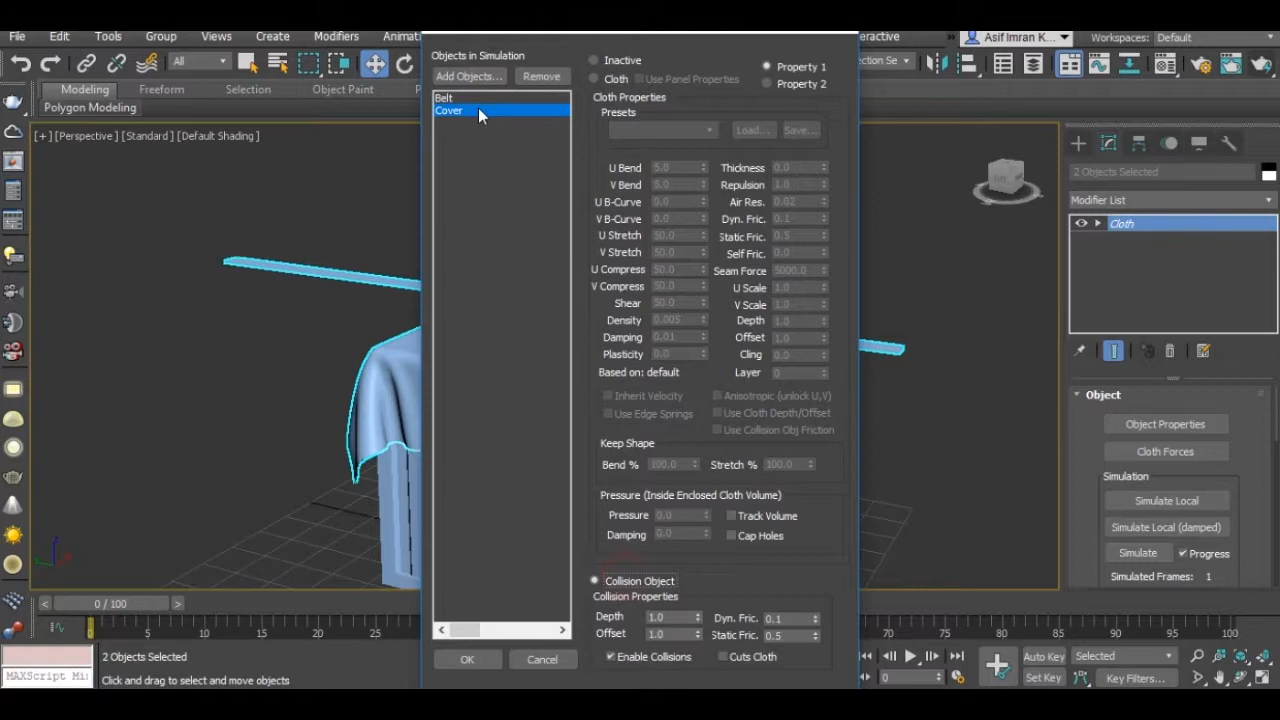 File Edit Tools Group Views Create Modifiers
Asif Imran K... Workspaces: Default
All
Modeling Freeform Selection Object Paint
Polygon Modeling
[+] [Perspective] [Standard] [Default Shading]
Objects in Simulation
Add Objects... Remove
Belt
Cover
OK Cancel
Inactive
Cloth Use Panel Properties
Property 1
Property 2
Cloth Properties
Presets
Load... Save...
U Bend 5.0 Thickness 0.0
V Bend 5.0 Repulsion 1.0
U B-Curve 0.0 Air Res. 0.02
V B-Curve 0.0 Dyn. Fric. 0.1
U Stretch 50.0 Static Fric. 0.5
V Stretch 50.0 Self Fric. 0.0
U Compress 50.0 Seam Force 5000.0
V Compress 50.0 U Scale 1.0
Shear 50.0 V Scale 1.0
Density 0.005 Depth 1.0
Damping 0.01 Offset 1.0
Plasticity 0.0 Cling 0.0
Based on: default Layer 0
Inherit Velocity Anisotropic (unlock U,V)
Use Edge Springs Use Cloth Depth/Offset
Use Collision Obj Friction
Keep Shape
Bend % 100.0 Stretch % 100.0
Pressure (Inside Enclosed Cloth Volume)
Pressure 0.0 Track Volume
Damping 0.0 Cap Holes
Collision Object
Collision Properties
Depth 1.0 Dyn. Fric. 0.1
Offset 1.0 Static Fric. 0.5
Enable Collisions Cuts Cloth
2 Objects Selected
Modifier List
Cloth
Object
Object Properties
Cloth Forces
Simulation
Simulate Local
Simulate Local (damped)
Simulate Progress
Simulated Frames: 1
< 0 / 100 >
0 5 10 15 20 25 70 75 80 85 90 95 100
MAXScript Mi
2 Objects Selected
Click and drag to select and move objects
0
Auto Key Selected
Set Key Key Filters...